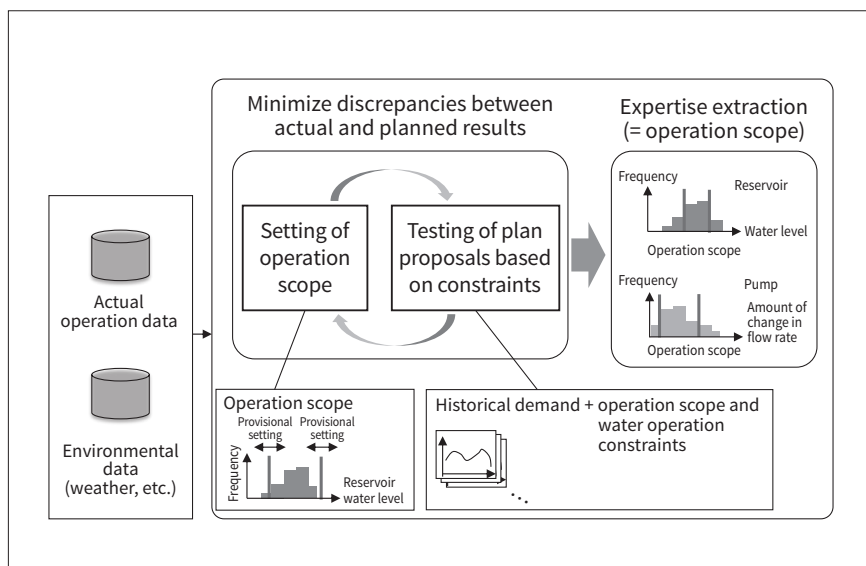 Minimize discrepancies between
actual and planned results
Expertise extraction
(= operation scope)
Actual
operation data
Environmental
data
(weather, etc.)
Setting of
operation
scope
Testing of plan
proposals based
on constraints
Frequency
Reservoir
Water level
Operation scope
Frequency
Pump
Amount of
change in
flow rate
Operation scope
Operation scope
Provisional
setting
Provisional
setting
Frequency
Reservoir
water level
Historical demand + operation scope and
water operation
constraints
...